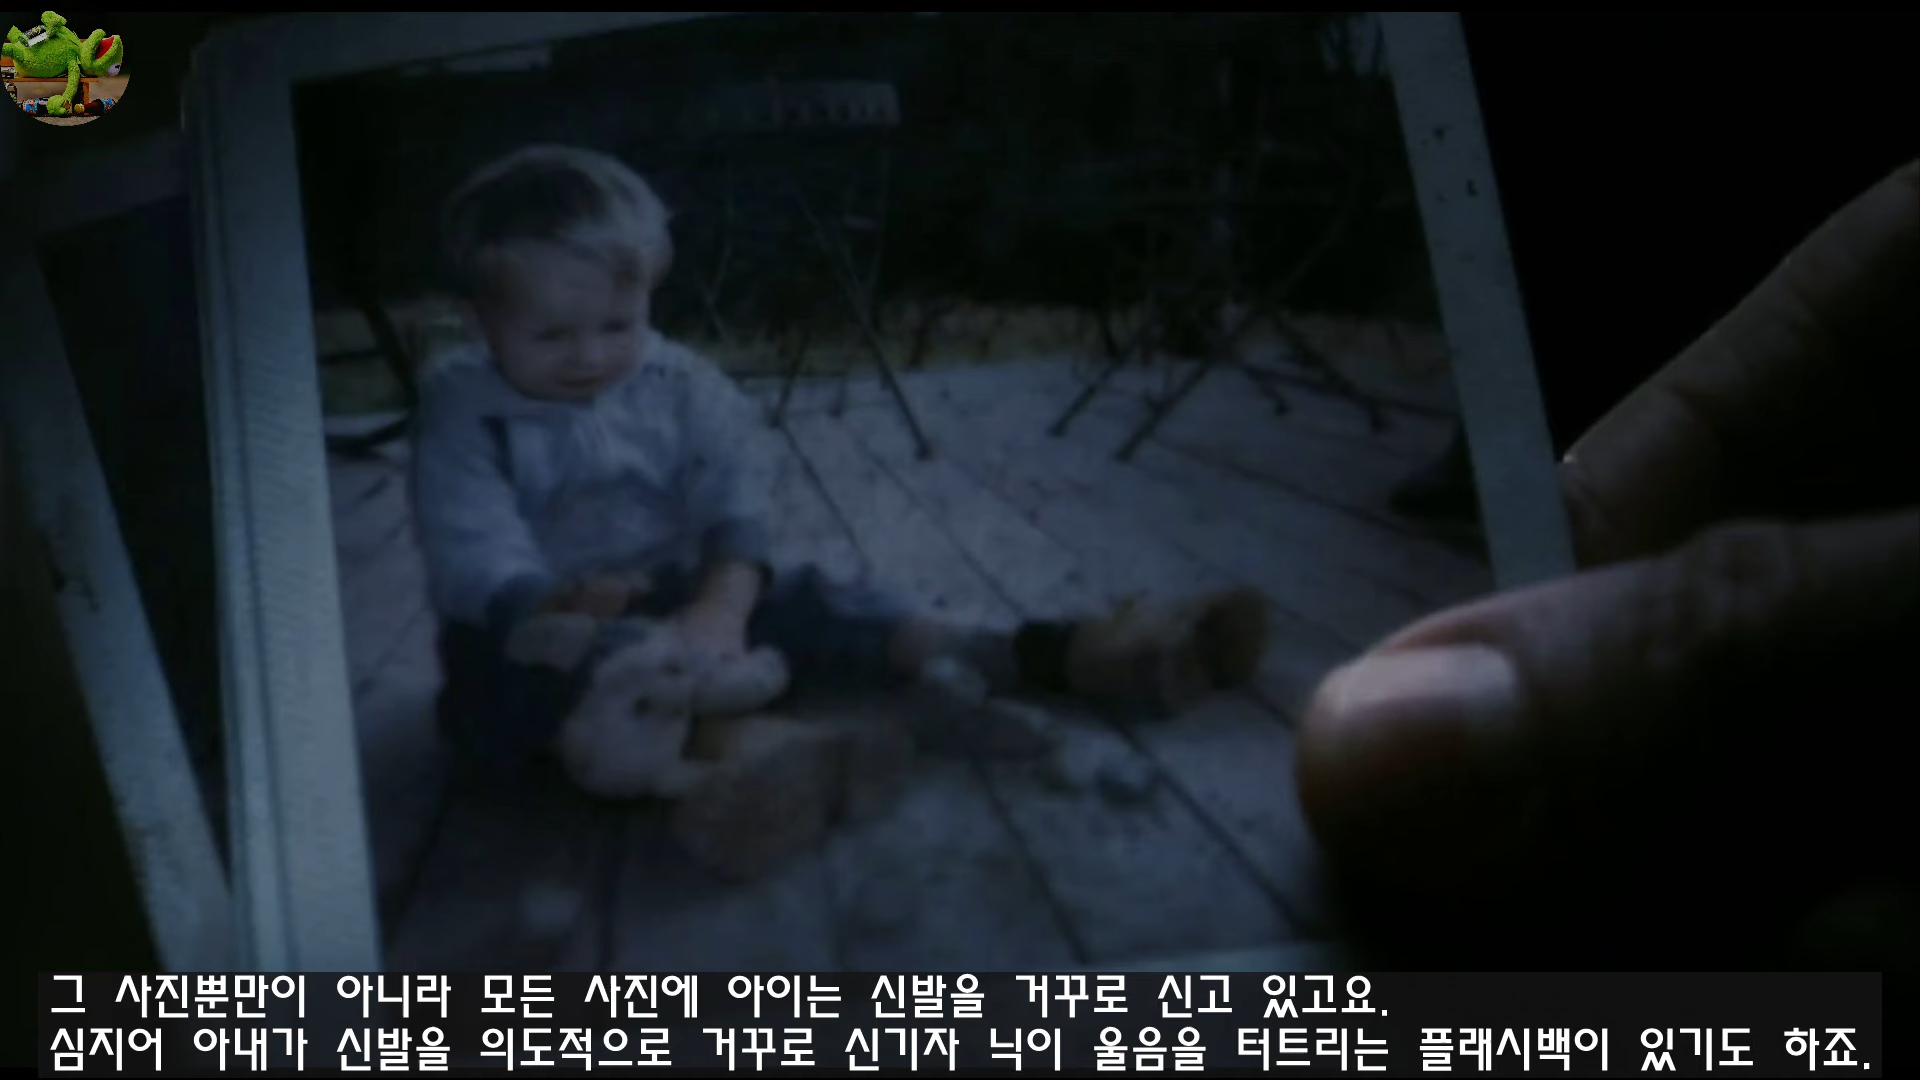 그 사진뿐만이 아니라 모든 사진에 아이는 신발을 거꾸로 신고 있고요.
심지어 아내가 신발을 의도적으로 거꾸로 신기자 닉이 울음을 터트리는 플래시백이 있기도 하죠.